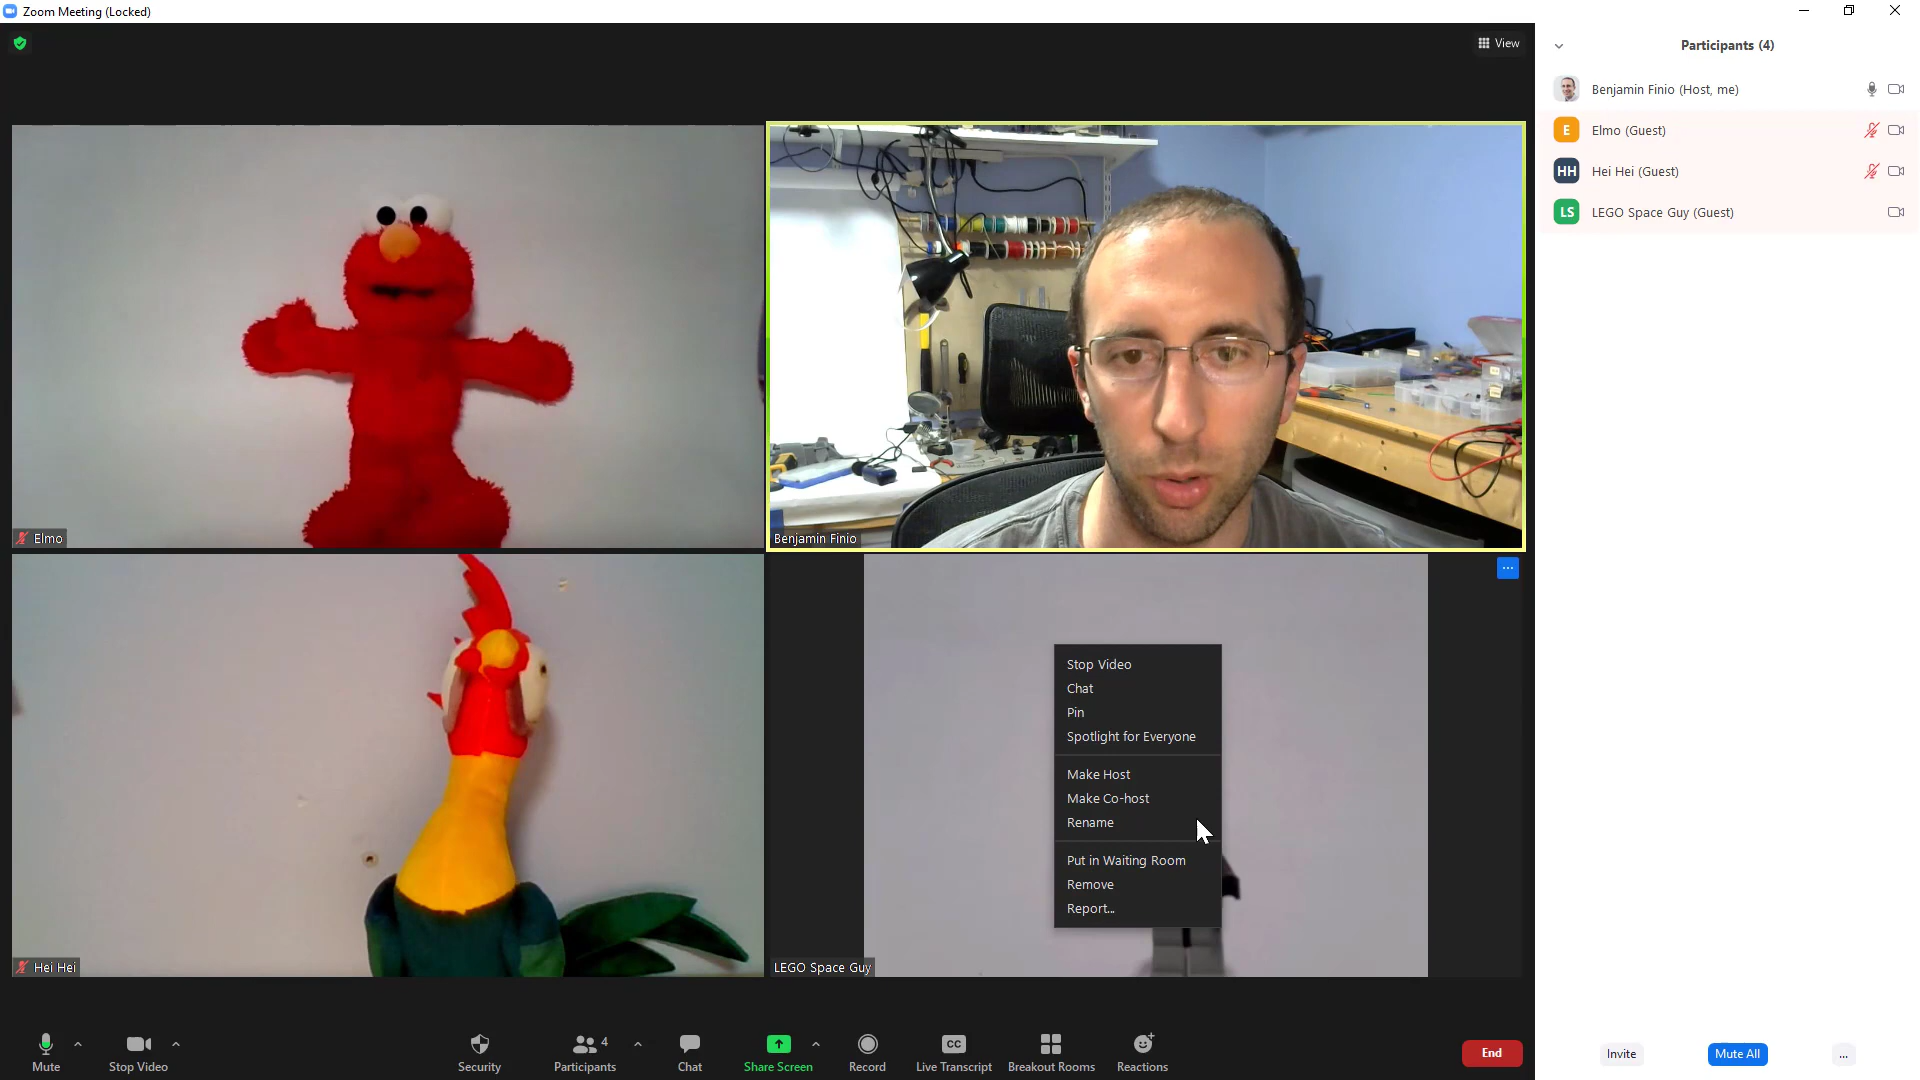 Zoom Meeting (Locked)
View
Elmo
Benjamin Finio
Hei Hei
LEGO Space Guy
Stop Video
Chat
Pin
Spotlight for Everyone
Make Host
Make Co-host
Rename
Put in Waiting Room
Remove
Report...
Mute
Stop Video
Security
4
Participants
Chat
Share Screen
Record
CC
Live Transcript
Breakout Rooms
Reactions
End
Participants (4)
Benjamin Finio (Host, me)
E Elmo (Guest)
HH Hei Hei (Guest)
LS LEGO Space Guy (Guest)
Invite
Mute All
...